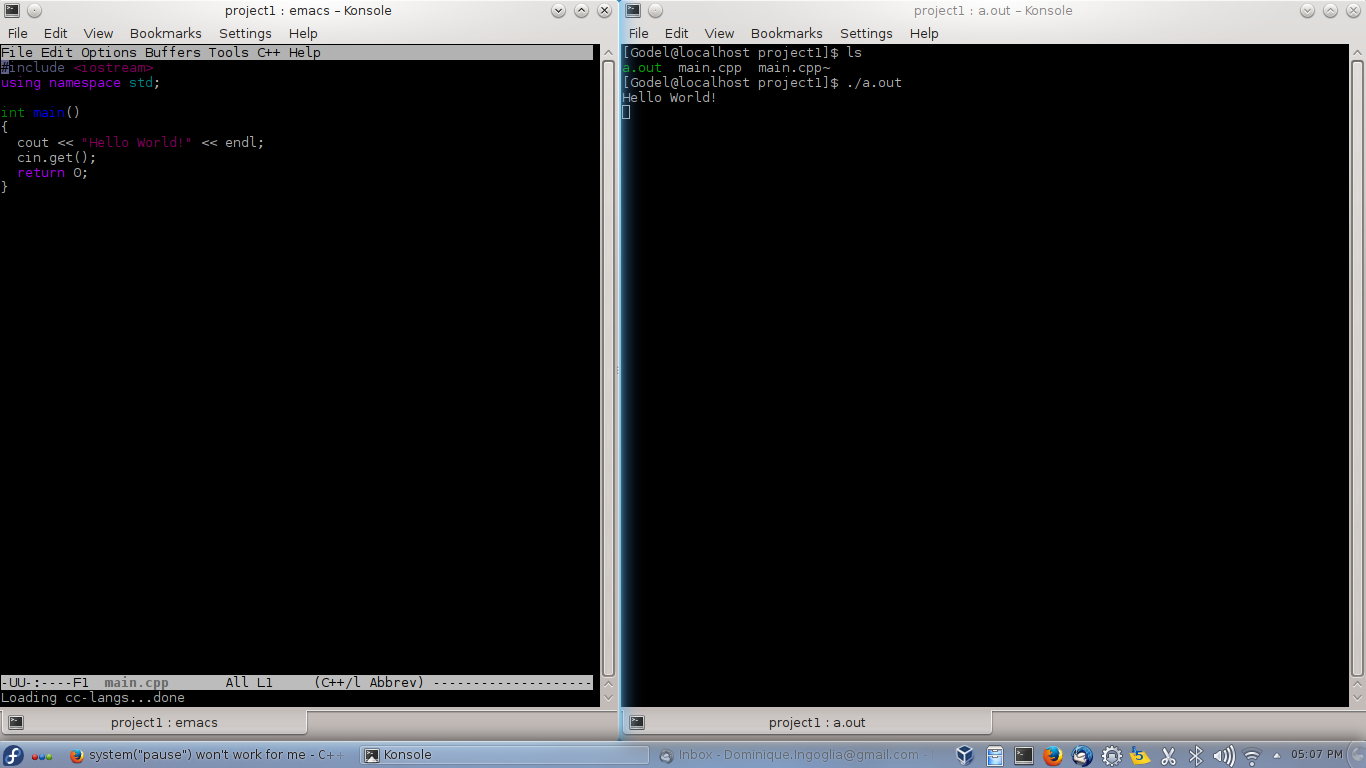 project1 : emacs – Konsole
File Edit View Bookmarks Settings Help
File Edit Options Buffers Tools C++ Help
#include <iostream>
using namespace std;
int main()
{
cout << "Hello World!" << endl;
cin.get();
return 0;
}
-UU-:----F1 main.cpp All L1 (C++/l Abbrev) --------------------
Loading cc-langs...done
project1 : emacs
project1 : a.out – Konsole
File Edit View Bookmarks Settings Help
[Godel@localhost project1]$ ls
a.out main.cpp main.cpp~
[Godel@localhost project1]$ ./a.out
Hello World!
project1 : a.out
system("pause") won't work for me - C++
Konsole
Inbox - Dominique.Ingoglia@gmail.com -
5
05:07 PM